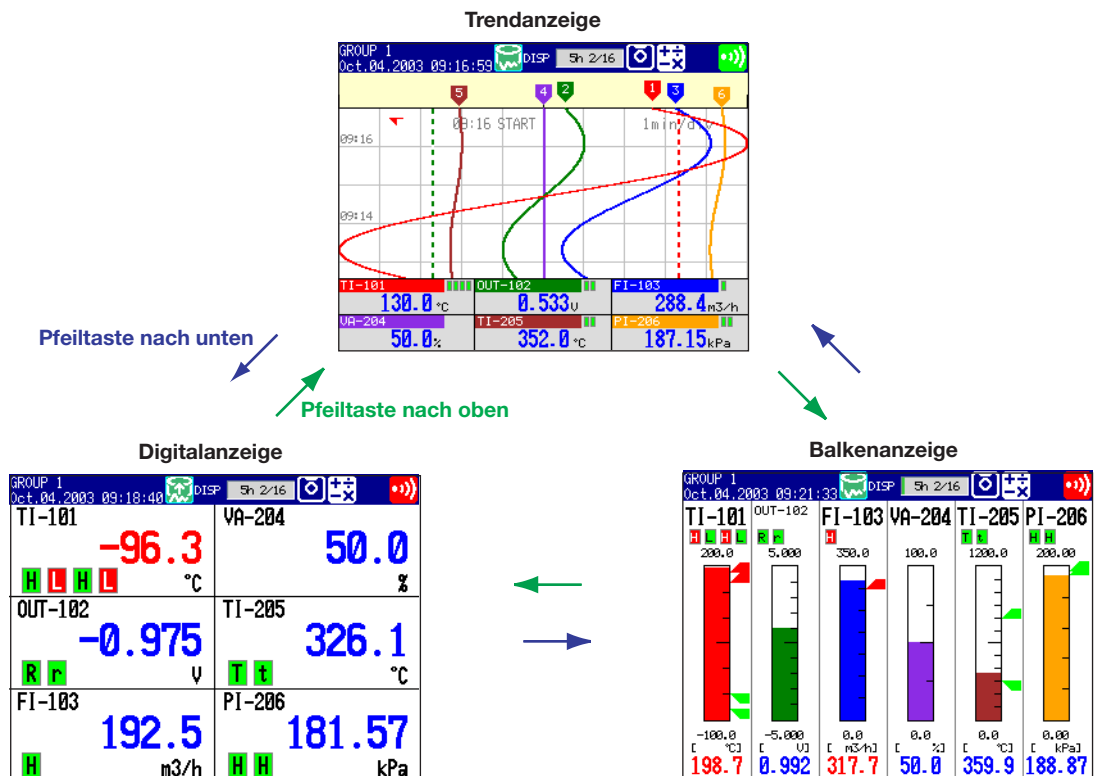 Trendanzeige
GROUP 1
Oct.04.2003 09:16:59 DISP 5h 2/16
5 4 2 1 3 6
09:16 START 1min/div
09:16
09:14
TI-101 OUT-102 FI-103
130.0 °C 0.533 V 288.4 m3/h
VA-204 TI-205 PI-206
50.0 % 352.0 °C 187.15 kPa
Pfeiltaste nach unten
Pfeiltaste nach oben
Digitalanzeige
GROUP 1
Oct.04.2003 09:18:40 DISP 5h 2/16
TI-101 VA-204
-96.3 50.0
H L H L °C %
OUT-102 TI-205
-0.975 326.1
R r V T t °C
FI-103 PI-206
192.5 181.57
H m3/h H H kPa
Balkenanzeige
GROUP 1
Oct.04.2003 09:21:33 DISP 5h 2/16
TI-101 OUT-102 FI-103 VA-204 TI-205 PI-206
H L H L R r H T t H H
200.0 5.000 350.0 100.0 1200.0 200.00
-100.0 -5.000 0.0 0.0 0.0 0.00
[ °C] [ V] [ m3/h] [ %] [ °C] [ kPa]
198.7 0.992 317.7 50.0 359.9 188.87